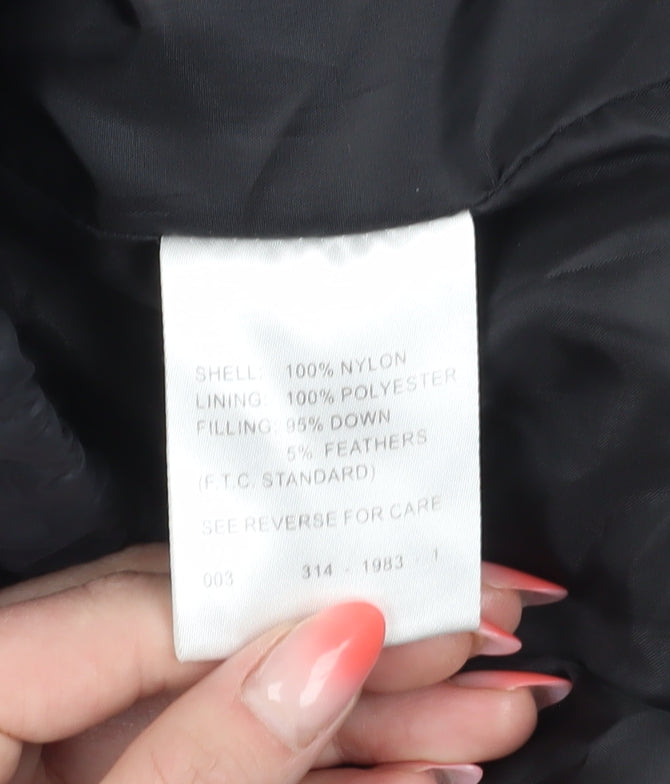 SHELL: 100% NYLON
LINING: 100% POLYESTER
FILLING: 95% DOWN
5% FEATHERS
(F.T.C. STANDARD)
SEE REVERSE FOR CARE
003 314 - 1983 - 1